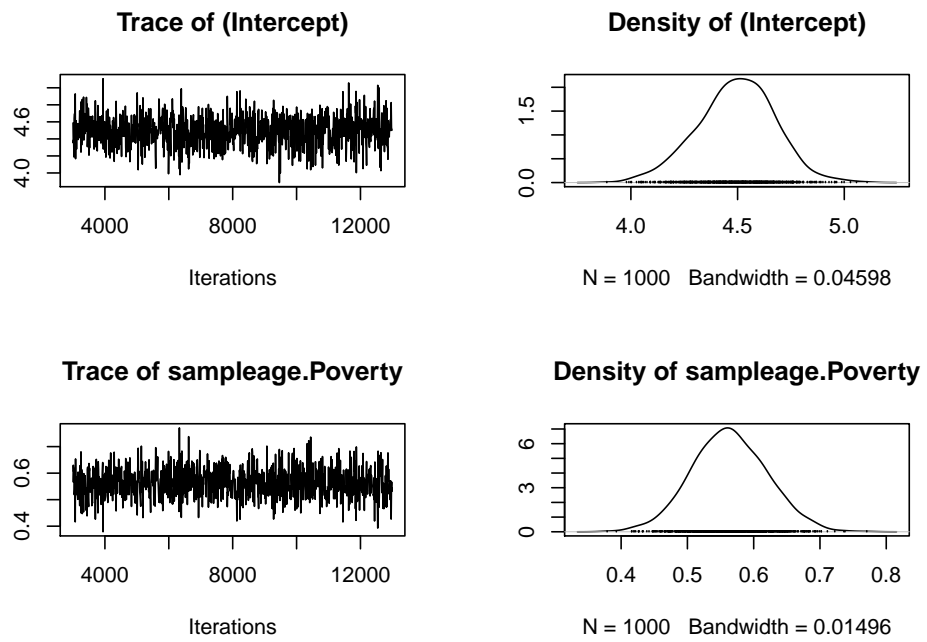 Trace of (Intercept)
4.0 4.6
4000 8000 12000
Iterations
Density of (Intercept)
0.0 1.5
4.0 4.5 5.0
N = 1000 Bandwidth = 0.04598
Trace of sampleage.Poverty
0.4 0.6
4000 8000 12000
Iterations
Density of sampleage.Poverty
0 3 6
0.4 0.5 0.6 0.7 0.8
N = 1000 Bandwidth = 0.01496